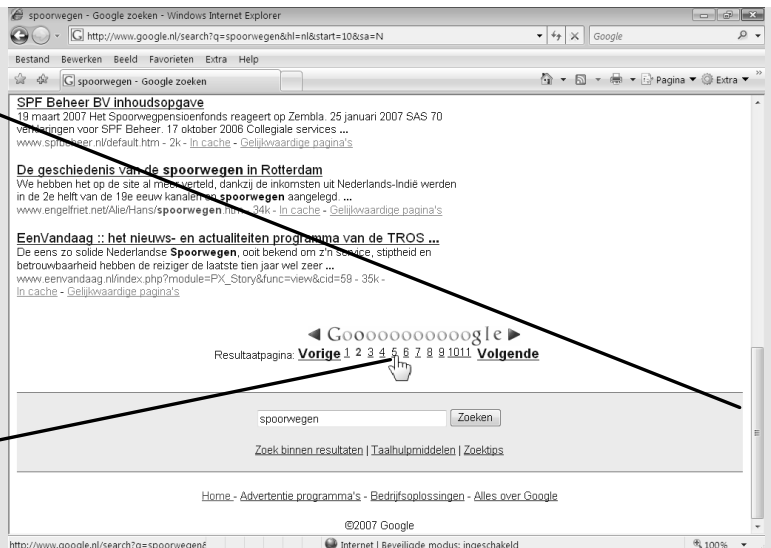 spoorwegen - Google zoeken - Windows Internet Explorer
http://www.google.nl/search?q=spoorwegen&hl=nl&start=10&sa=N
Google
Bestand Bewerken Beeld Favorieten Extra Help
spoorwegen - Google zoeken
Pagina Extra
SPF Beheer BV inhoudsopgave
19 maart 2007 Het Spoorwegpensioenfonds reageert op Zembla. 25 januari 2007 SAS 70
verklaringen voor SPF Beheer. 17 oktober 2006 Collegiale services ...
www.spfbeheer.nl/default.htm - 2k - In cache - Gelijkwaardige pagina's
De geschiedenis van de spoorwegen in Rotterdam
We hebben het op de site al meer verteld, dankzij de inkomsten uit Nederlands-Indië werden
in de 2e helft van de 19e eeuw kanalen en spoorwegen aangelegd. ...
www.engelfriet.net/Alie/Hans/spoorwegen.htm - 34k - In cache - Gelijkwaardige pagina's
EenVandaag :: het nieuws- en actualiteiten programma van de TROS ...
De eens zo solide Nederlandse Spoorwegen, ooit bekend om z'n service, stiptheid en
betrouwbaarheid hebben de reiziger de laatste tien jaar wel zeer ...
www.eenvandaag.nl/index.php?module=PX_Story&func=view&cid=59 - 35k -
In cache - Gelijkwaardige pagina's
Gooooooooooogle
Resultaatpagina: Vorige 1 2 3 4 5 6 7 8 9 1011 Volgende
spoorwegen Zoeken
Zoek binnen resultaten | Taalhulpmiddelen | Zoektips
Home - Advertentie programma's - Bedrijfsoplossingen - Alles over Google
©2007 Google
http://www.google.nl/search?q=spoorwegen& Internet | Beveiligde modus: ingeschakeld 100%